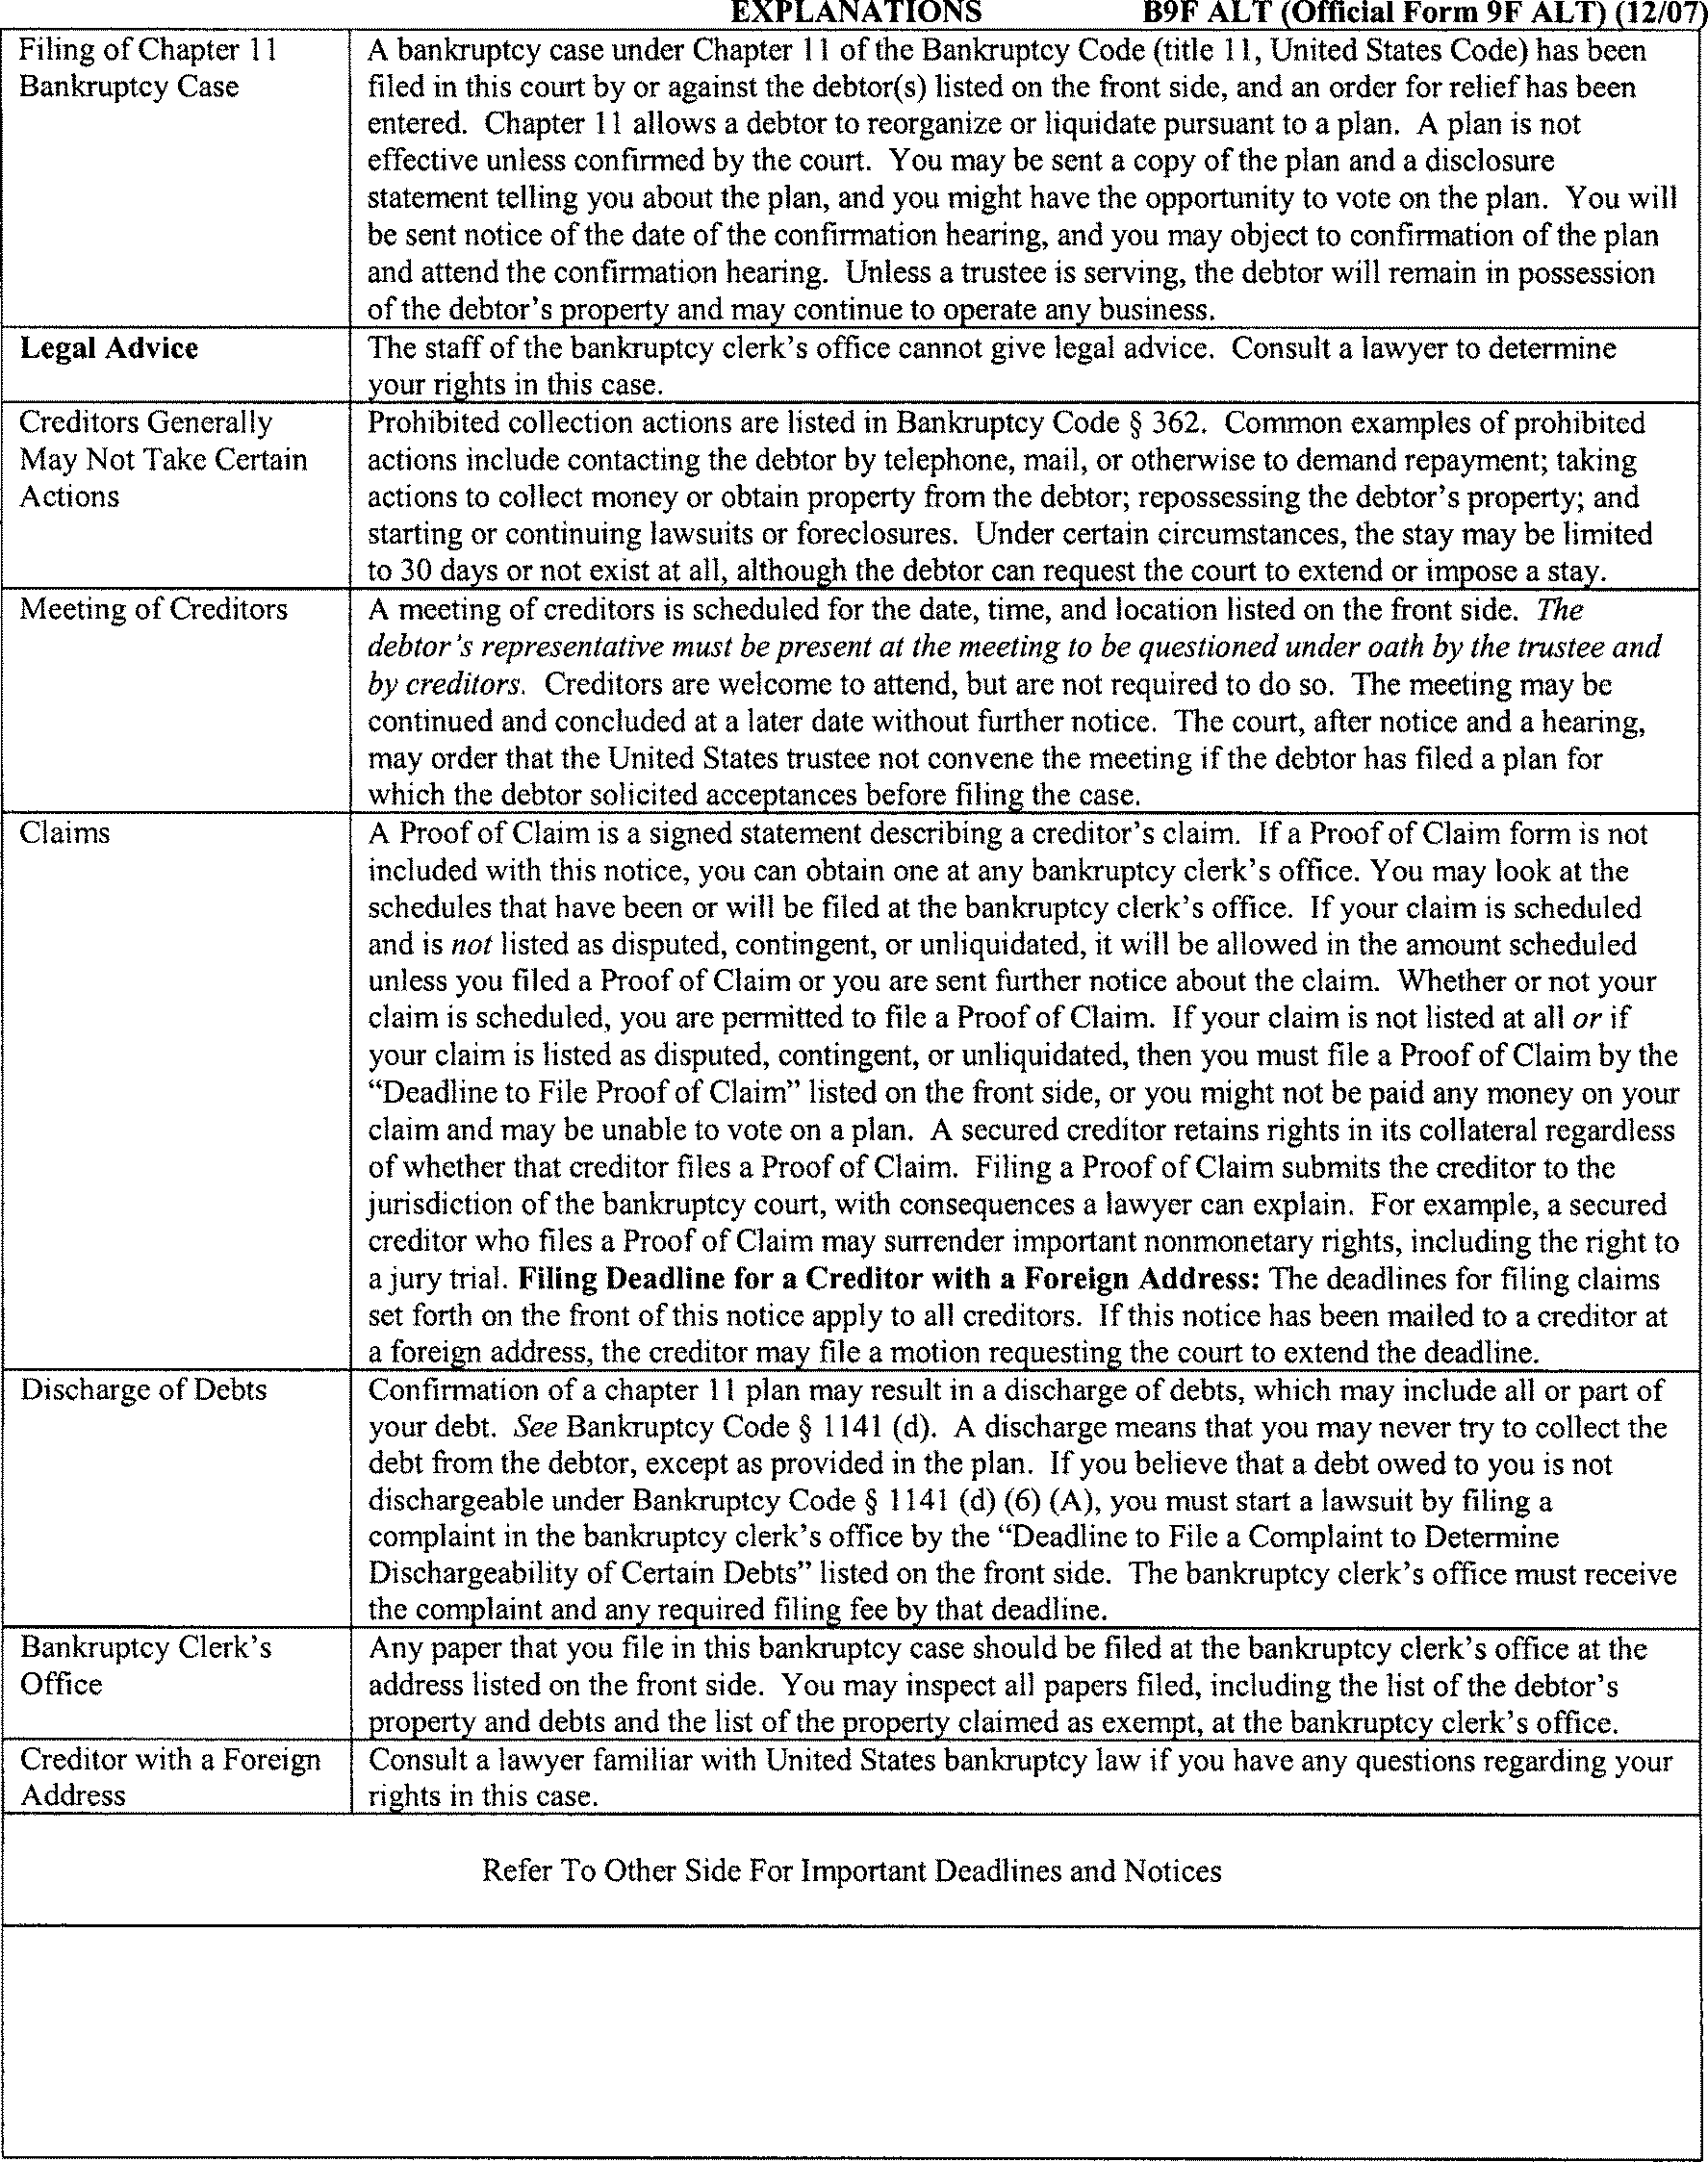 EXPLANATIONS B9F ALT (Official Form 9F ALT) (12/07)
Filing of Chapter 11
Bankruptcy Case
A bankruptcy case under Chapter 11 of the Bankruptcy Code (title 11, United States Code) has been
filed in this court by or against the debtor(s) listed on the front side, and an order for relief has been
entered. Chapter 11 allows a debtor to reorganize or liquidate pursuant to a plan. A plan is not
effective unless confirmed by the court. You may be sent a copy of the plan and a disclosure
statement telling you about the plan, and you might have the opportunity to vote on the plan. You will
be sent notice of the date of the confirmation hearing, and you may object to confirmation of the plan
and attend the confirmation hearing. Unless a trustee is serving, the debtor will remain in possession
of the debtor's property and may continue to operate any business.
Legal Advice
The staff of the bankruptcy clerk's office cannot give legal advice. Consult a lawyer to determine
your rights in this case.
Creditors Generally
May Not Take Certain
Actions
Prohibited collection actions are listed in Bankruptcy Code § 362. Common examples of prohibited
actions include contacting the debtor by telephone, mail, or otherwise to demand repayment; taking
actions to collect money or obtain property from the debtor; repossessing the debtor's property; and
starting or continuing lawsuits or foreclosures. Under certain circumstances, the stay may be limited
to 30 days or not exist at all, although the debtor can request the court to extend or impose a stay.
Meeting of Creditors
A meeting of creditors is scheduled for the date, time, and location listed on the front side. The
debtor's representative must be present at the meeting to be questioned under oath by the trustee and
by creditors. Creditors are welcome to attend, but are not required to do so. The meeting may be
continued and concluded at a later date without further notice. The court, after notice and a hearing,
may order that the United States trustee not convene the meeting if the debtor has filed a plan for
which the debtor solicited acceptances before filing the case.
Claims
A Proof of Claim is a signed statement describing a creditor's claim. If a Proof of Claim form is not
included with this notice, you can obtain one at any bankruptcy clerk's office. You may look at the
schedules that have been or will be filed at the bankruptcy clerk's office. If your claim is scheduled
and is not listed as disputed, contingent, or unliquidated, it will be allowed in the amount scheduled
unless you filed a Proof of Claim or you are sent further notice about the claim. Whether or not your
claim is scheduled, you are permitted to file a Proof of Claim. If your claim is not listed at all or if
your claim is listed as disputed, contingent, or unliquidated, then you must file a Proof of Claim by the
“Deadline to File Proof of Claim” listed on the front side, or you might not be paid any money on your
claim and may be unable to vote on a plan. A secured creditor retains rights in its collateral regardless
of whether that creditor files a Proof of Claim. Filing a Proof of Claim submits the creditor to the
jurisdiction of the bankruptcy court, with consequences a lawyer can explain. For example, a secured
creditor who files a Proof of Claim may surrender important nonmonetary rights, including the right to
a jury trial. Filing Deadline for a Creditor with a Foreign Address: The deadlines for filing claims
set forth on the front of this notice apply to all creditors. If this notice has been mailed to a creditor at
a foreign address, the creditor may file a motion requesting the court to extend the deadline.
Discharge of Debts
Confirmation of a chapter 11 plan may result in a discharge of debts, which may include all or part of
your debt. See Bankruptcy Code § 1141 (d). A discharge means that you may never try to collect the
debt from the debtor, except as provided in the plan. If you believe that a debt owed to you is not
dischargeable under Bankruptcy Code § 1141 (d) (6) (A), you must start a lawsuit by filing a
complaint in the bankruptcy clerk's office by the “Deadline to File a Complaint to Determine
Dischargeability of Certain Debts” listed on the front side. The bankruptcy clerk's office must receive
the complaint and any required filing fee by that deadline.
Bankruptcy Clerk's
Office
Any paper that you file in this bankruptcy case should be filed at the bankruptcy clerk's office at the
address listed on the front side. You may inspect all papers filed, including the list of the debtor's
property and debts and the list of the property claimed as exempt, at the bankruptcy clerk's office.
Creditor with a Foreign
Address
Consult a lawyer familiar with United States bankruptcy law if you have any questions regarding your
rights in this case.
Refer To Other Side For Important Deadlines and Notices